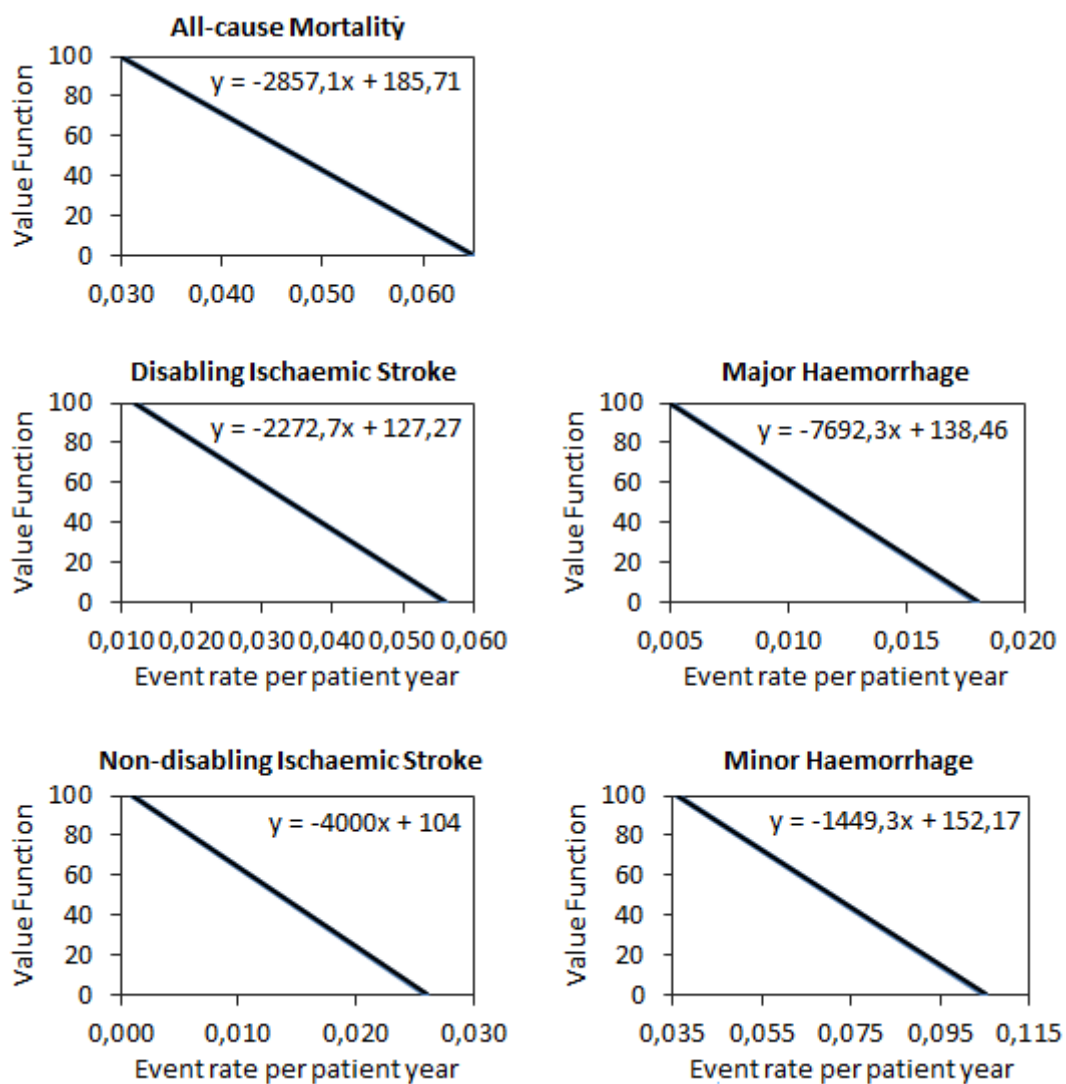 All-cause Mortality
y = -2857,1x + 185,71
Value Function
100
80
60
40
20
0
0,030 0,040 0,050 0,060
Disabling Ischaemic Stroke
y = -2272,7x + 127,27
Value Function
100
80
60
40
20
0
0,010 0,020 0,030 0,040 0,050 0,060
Event rate per patient year
Major Haemorrhage
y = -7692,3x + 138,46
Value Function
100
80
60
40
20
0
0,005 0,010 0,015 0,020
Event rate per patient year
Non-disabling Ischaemic Stroke
y = -4000x + 104
Value Function
100
80
60
40
20
0
0,000 0,010 0,020 0,030
Event rate per patient year
Minor Haemorrhage
y = -1449,3x + 152,17
Value Function
100
80
60
40
20
0
0,035 0,055 0,075 0,095 0,115
Event rate per patient year